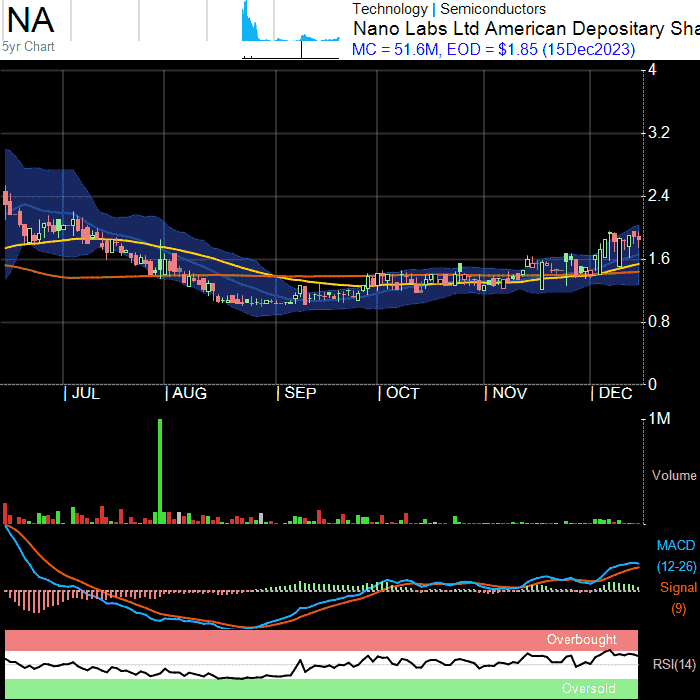 NA
5yr Chart
Technology | Semiconductors
Nano Labs Ltd American Depositary Sha
MC = 51.6M, EOD = $1.85 (15Dec2023)
4
3.2
2.4
1.6
0.8
0
JUL
AUG
SEP
OCT
NOV
DEC
1M
Volume
MACD
(12-26)
Signal
(9)
Overbought
RSI(14)
Oversold